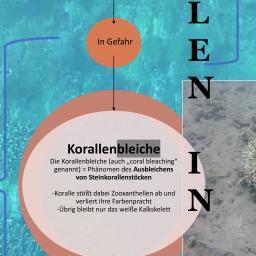 In Gefahr
Korallenbleiche
Die Korallenbleiche (auch „coral bleaching"
genannt) = Phänomen des Ausbleichens
von Steinkorallenstöcken
-Koralle stößt dabei Zooxanthellen ab und
verliert ihre Farbenpracht
-Übrig bleibt nur das weiße Kalkskelett
L
E
N
I
N